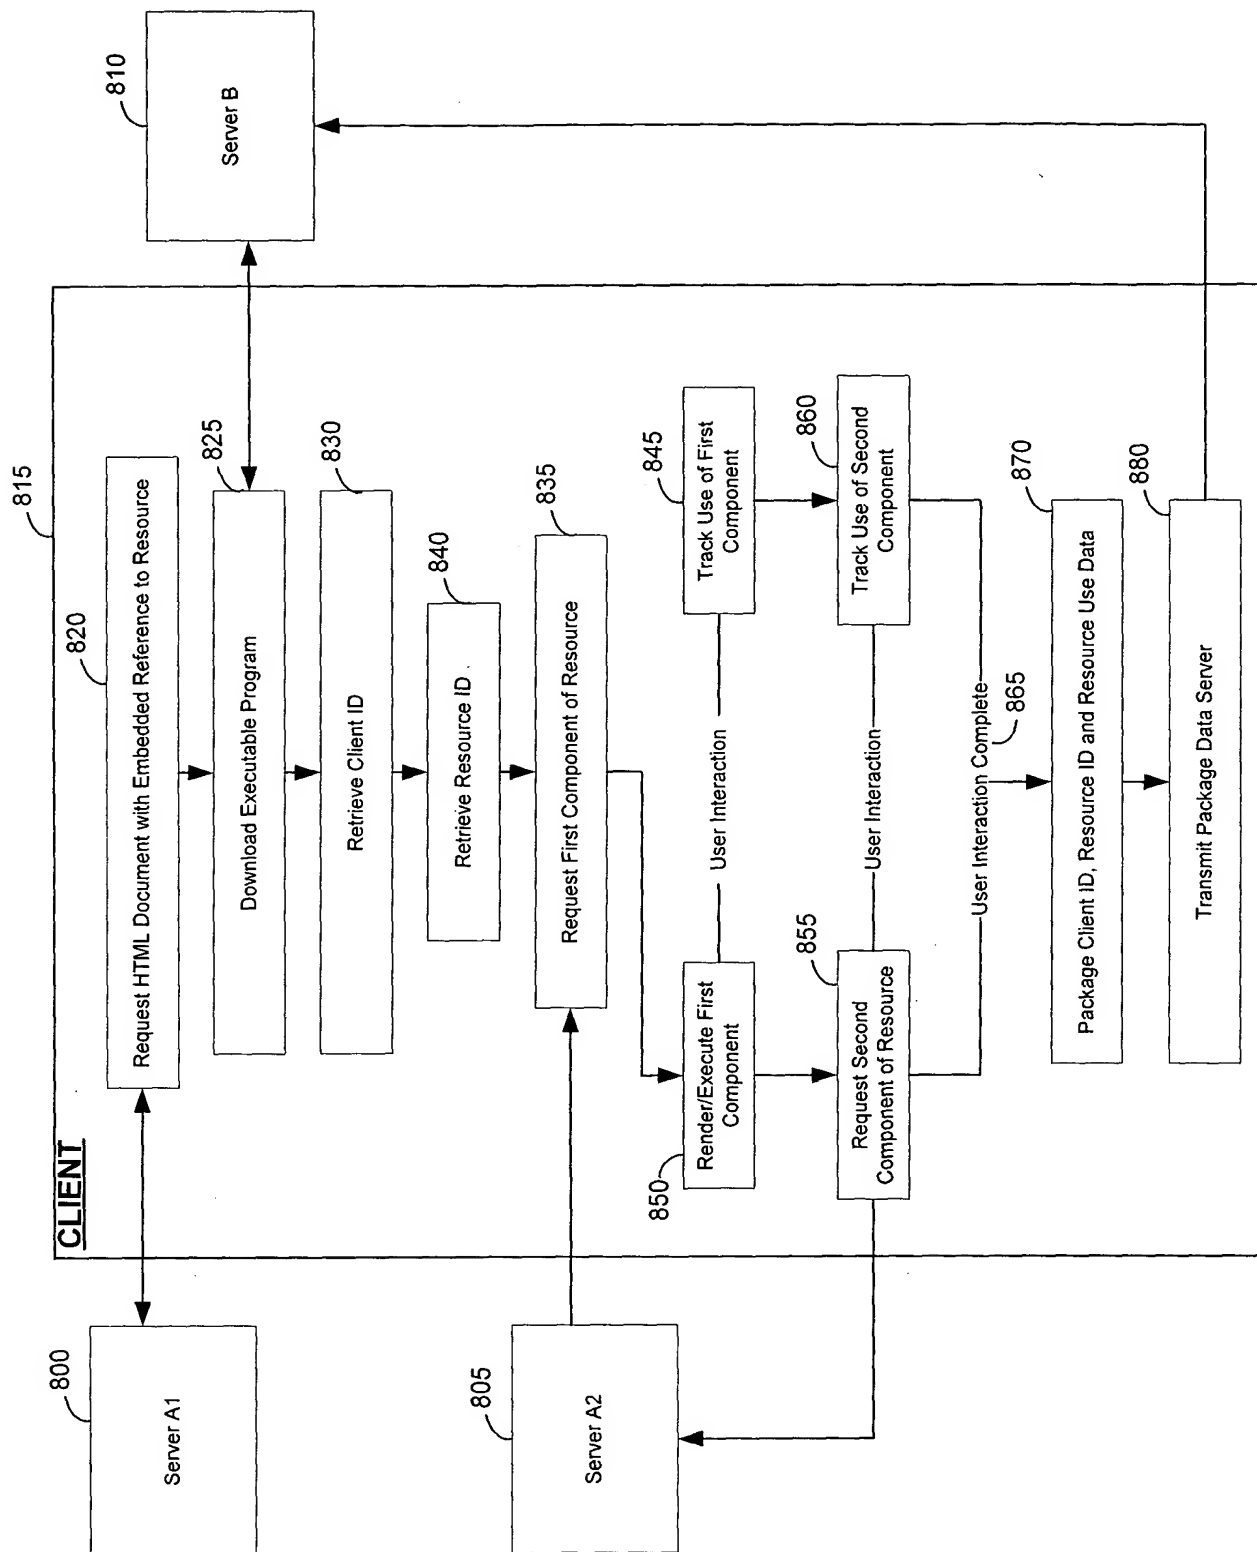 815
CLIENT
800
Server A1
820
Request HTML Document with Embedded Reference to Resource
810
Server B
825
Download Executable Program
830
Retrieve Client ID
840
Retrieve Resource ID
805
Server A2
835
Request First Component of Resource
850
Render/Execute First
Component
User Interaction
845
Track Use of First
Component
855
Request Second
Component of Resource
User Interaction
860
Track Use of Second
Component
User Interaction Complete
865
870
Package Client ID, Resource ID and Resource Use Data
880
Transmit Package Data Server